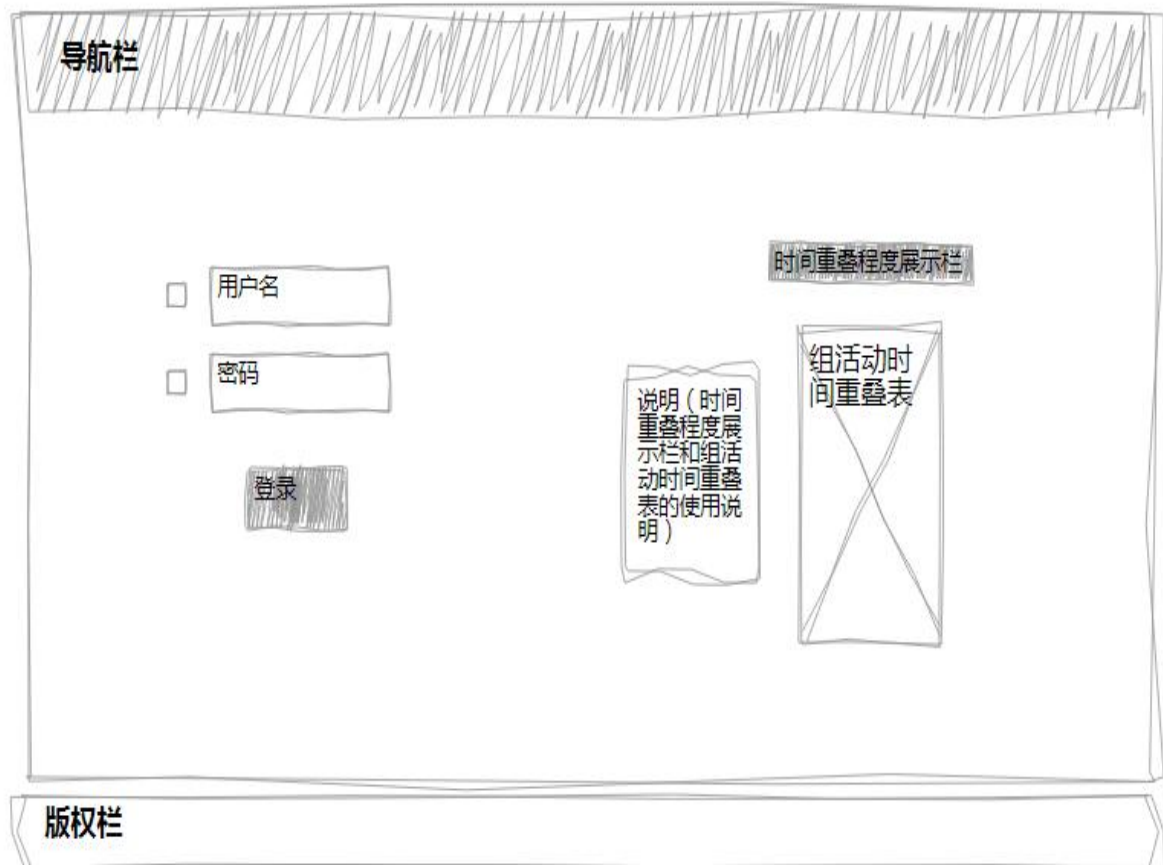 导航栏
用户名
密码
登录
时间重叠程度展示栏
说明（时间
重叠程度展
示栏和组活
动时间重叠
表的使用说
明）
组活动时
间重叠表
版权栏